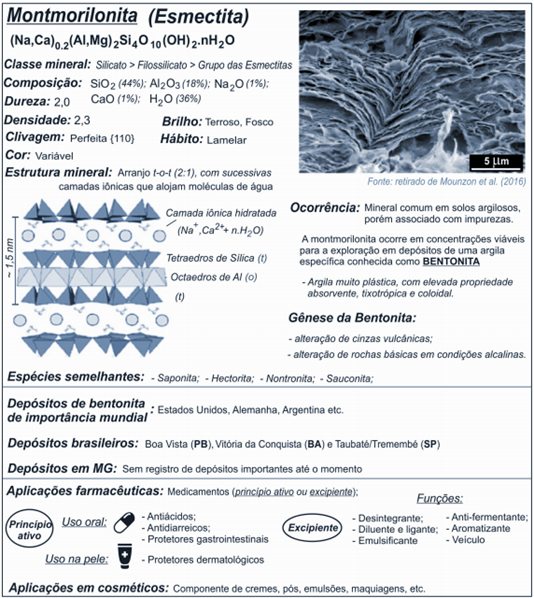 Montmorilonita (Esmectita)
(Na,Ca)0.2(Al,Mg)2Si4O10(OH)2.nH2O
Classe mineral: Silicato > Filossilicato > Grupo das Esmectitas
Composição: SiO2 (44%); Al2O3 (18%); Na2O (1%);
CaO (1%); H2O (36%)
Dureza: 2,0
Densidade: 2,3
Brilho: Terroso, Fosco
Clivagem: Perfeita {110}
Hábito: Lamelar
Cor: Variável
Estrutura mineral: Arranjo t-o-t (2:1), com sucessivas
camadas iônicas que alojam moléculas de água
~ 1,5 nm
Camada iônica hidratada
(Na+,Ca2++ n.H2O)
Tetraedros de Sílica (t)
Octaedros de Al (o)
(t)
5 µm
Fonte: retirado de Mounzon et al. (2016)
Ocorrência: Mineral comum em solos argilosos,
porém associado com impurezas.
A montmorilonita ocorre em concentrações viáveis
para a exploração em depósitos de uma argila
específica conhecida como BENTONITA
- Argila muito plástica, com elevada propriedade
absorvente, tixotrópica e coloidal.
Gênese da Bentonita:
- alteração de cinzas vulcânicas;
- alteração de rochas básicas em condições alcalinas.
Espécies semelhantes: - Saponita; - Hectorita; - Nontronita; - Sauconita;
Depósitos de bentonita
de importância mundial : Estados Unidos, Alemanha, Argentina etc.
Depósitos brasileiros: Boa Vista (PB), Vitória da Conquista (BA) e Taubaté/Tremembé (SP)
Depósitos em MG: Sem registro de depósitos importantes até o momento
Aplicações farmacêuticas: Medicamentos (princípio ativo ou excipiente);
Princípio
ativo
Uso oral:
- Antiácidos;
- Antidiarreicos;
- Protetores gastrointestinais
Uso na pele:
- Protetores dermatológicos
Excipiente
Funções:
- Desintegrante;
- Diluente e ligante;
- Emulsificante
- Anti-fermentante;
- Aromatizante
- Veículo
Aplicações em cosméticos: Componente de cremes, pós, emulsões, maquiagens, etc.